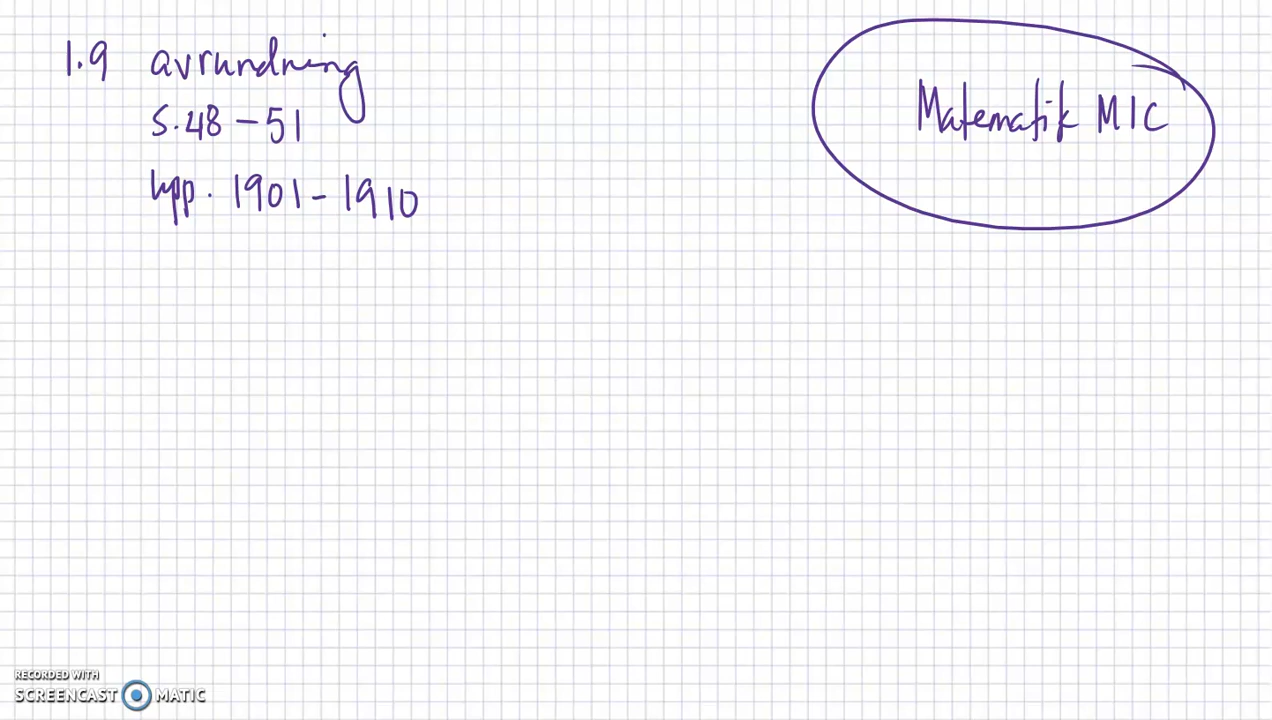 1.9 avrundning
s.48-51
upp. 1901-1910
Matematik M1C
RECORDED WITH
SCREENCAST MATIC